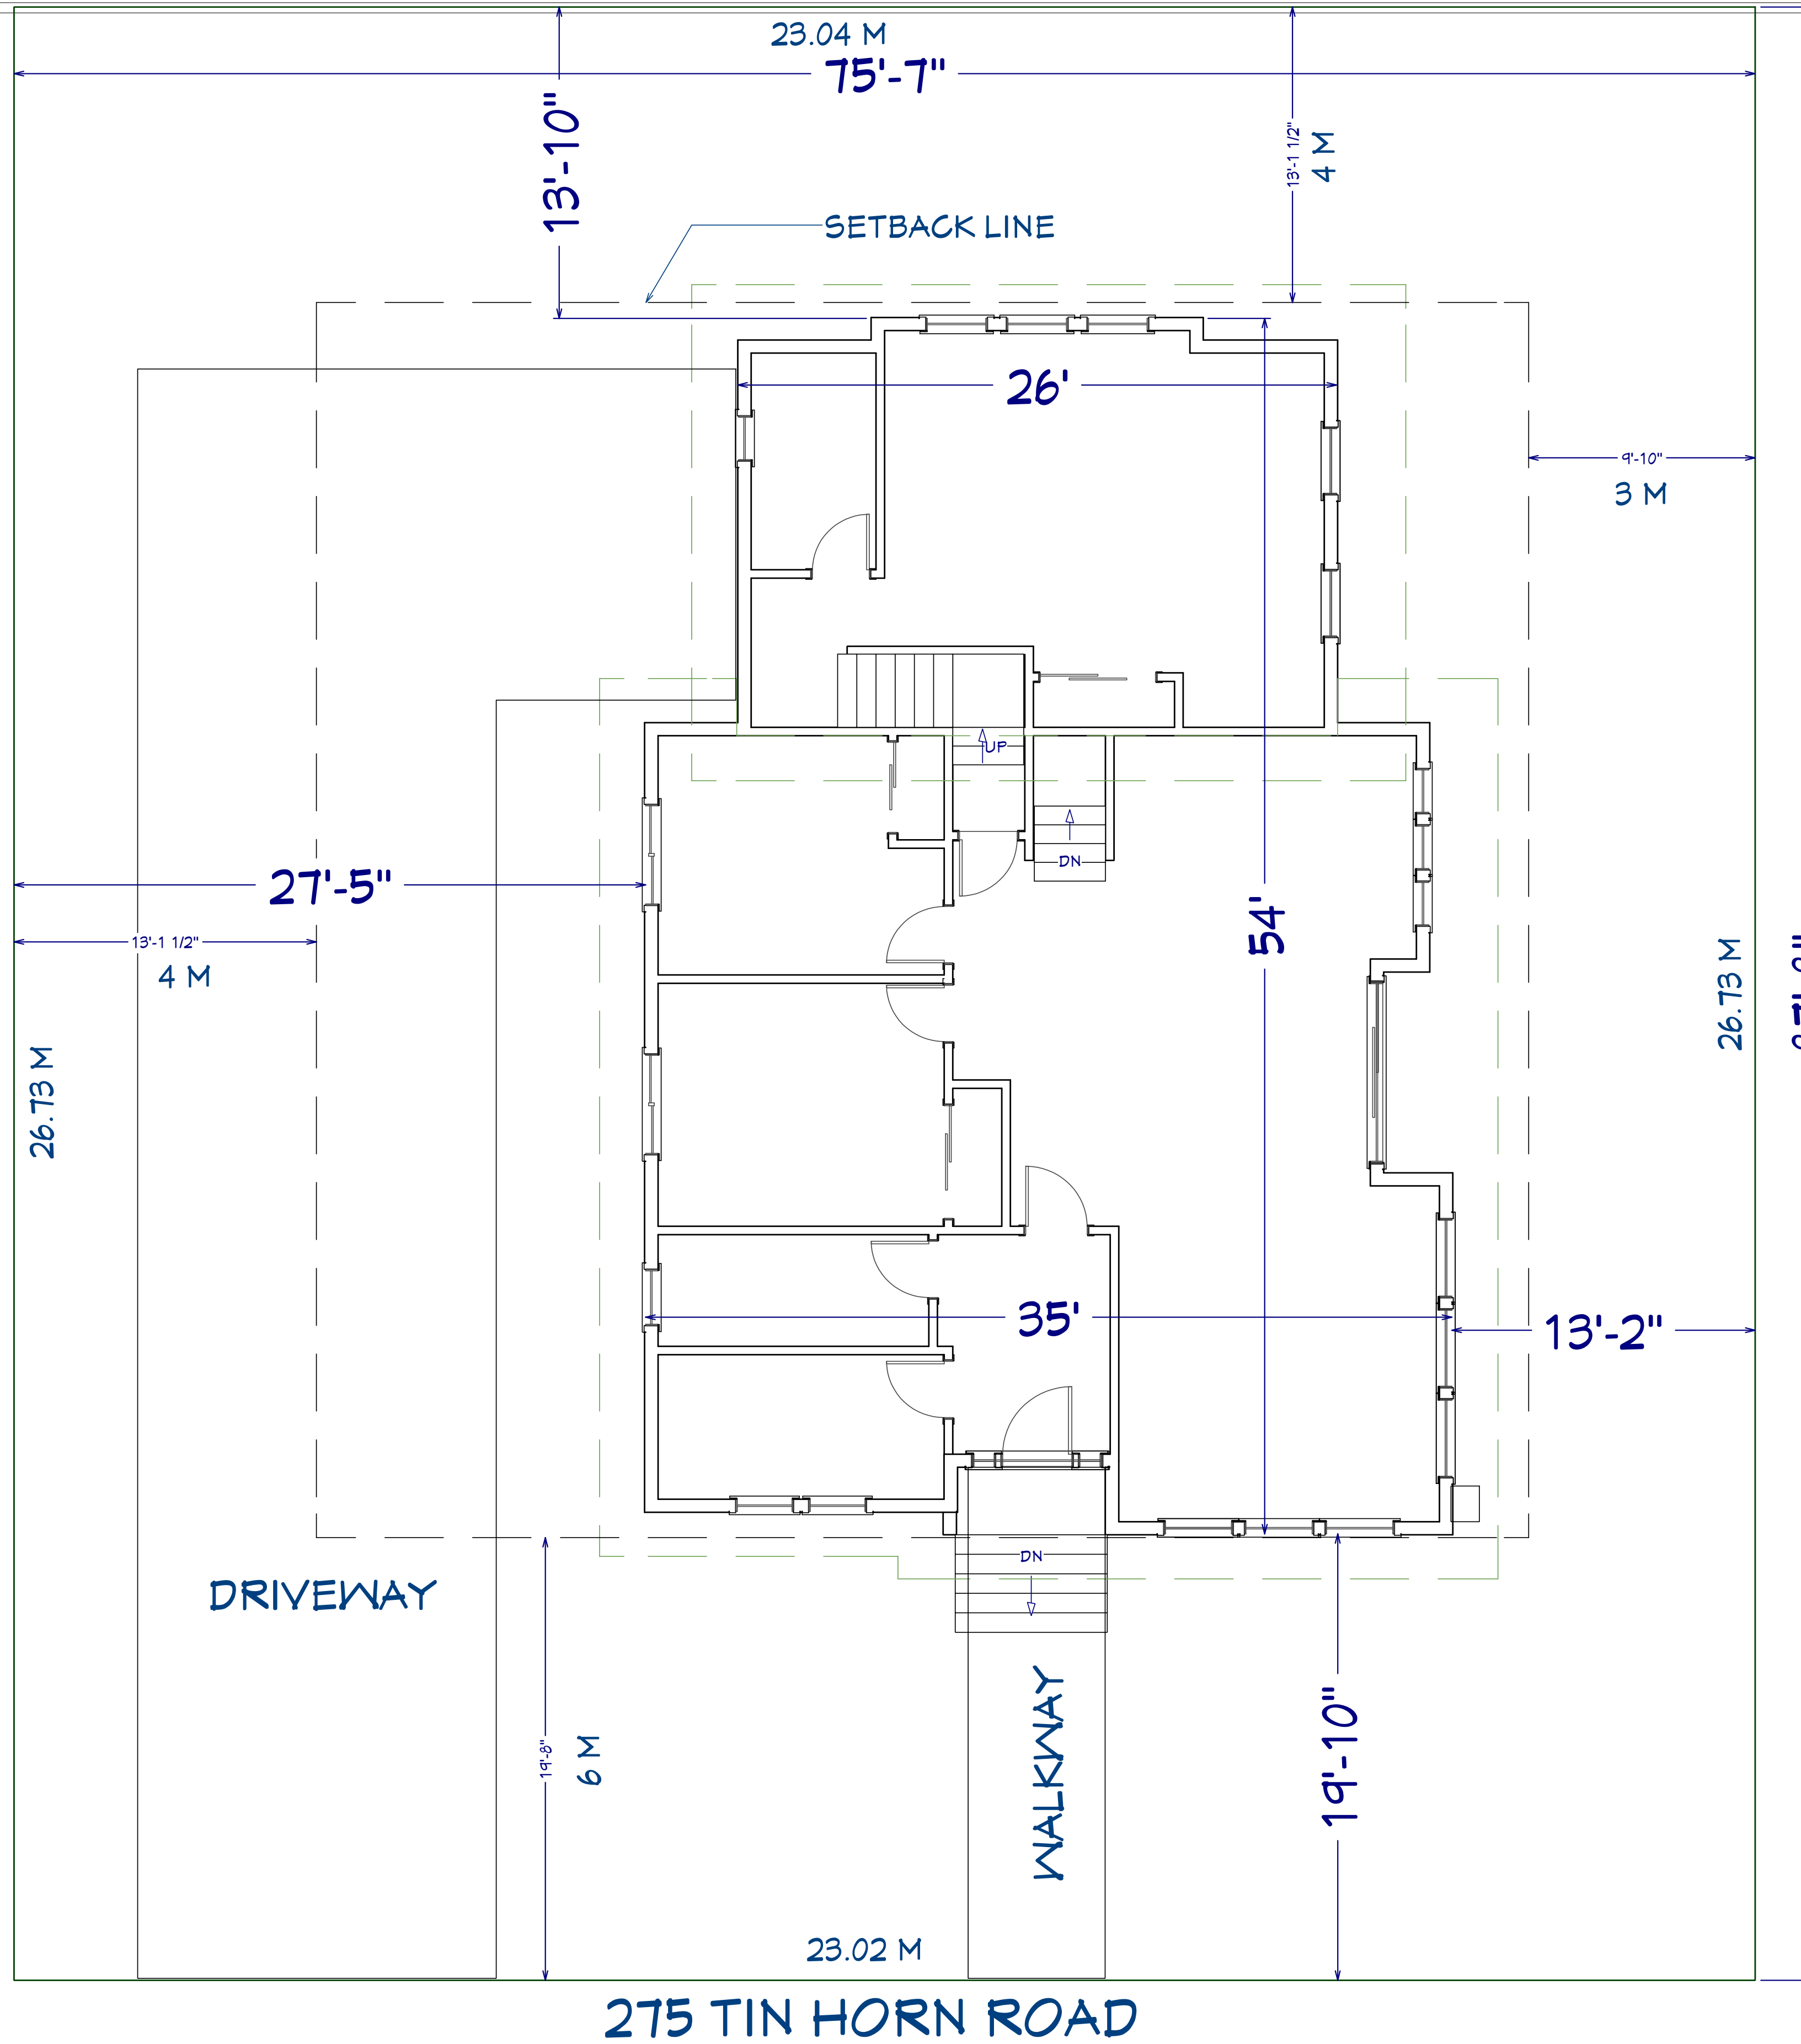 23.04 M
75'-7"
13'-10"
13'-1 1/2"
4 M
SETBACK LINE
26'
9'-10"
3 M
UP
DN
27'-5"
54'
13'-1 1/2"
4 M
26.73 M
26.73 M
35'
13'-2"
DN
DRIVEWAY
19'-8"
6 M
WALKWAY
19'-10"
23.02 M
275 TIN HORN ROAD